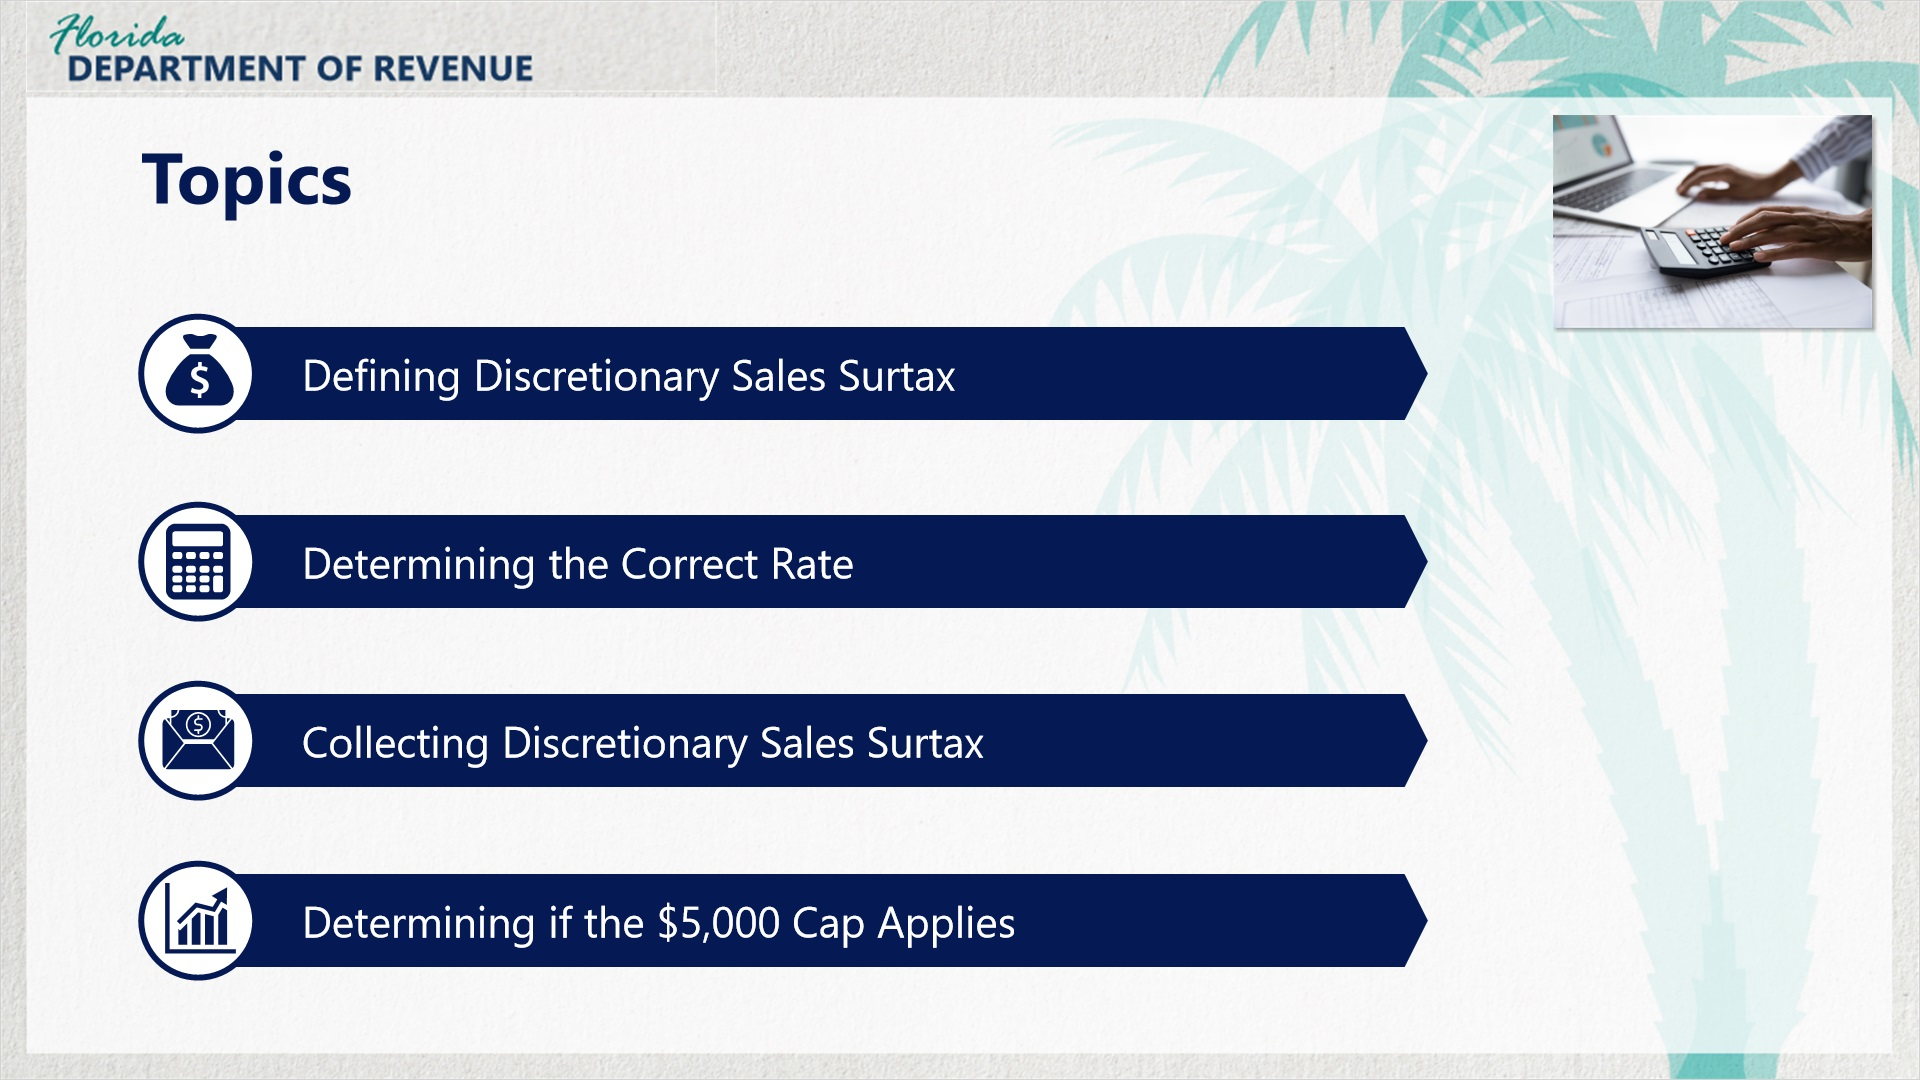 Florida
DEPARTMENT OF REVENUE
Topics
$
Defining Discretionary Sales Surtax
Determining the Correct Rate
$
Collecting Discretionary Sales Surtax
Determining if the $5,000 Cap Applies